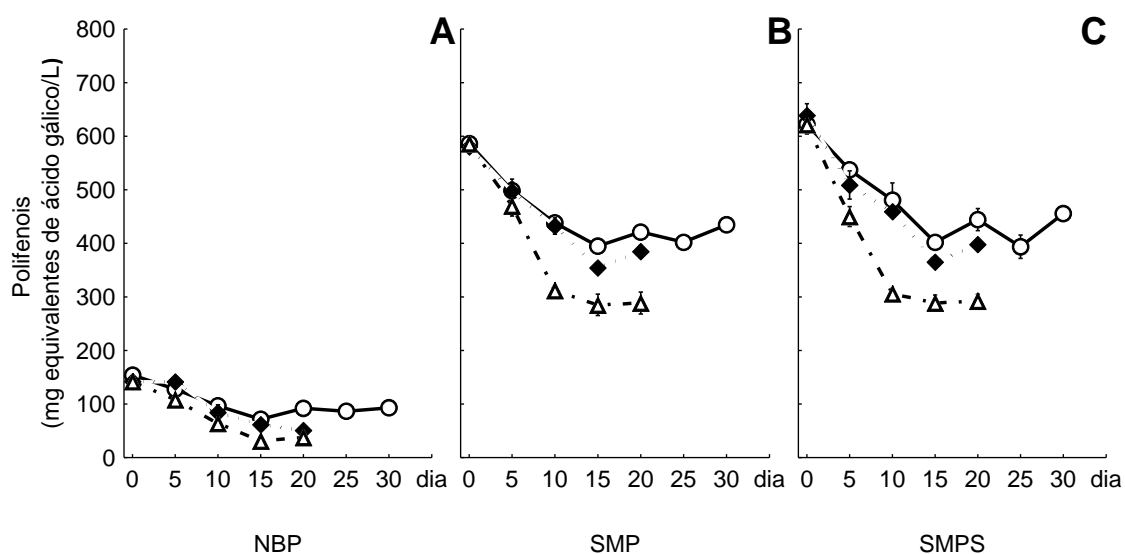 A B C
Polifenois
(mg equivalentes de ácido gálico/L)
800
700
600
500
400
300
200
100
0
0 5 10 15 20 25 30 dia
0 5 10 15 20 25 30 dia
0 5 10 15 20 25 30 dia
NBP SMP SMPS